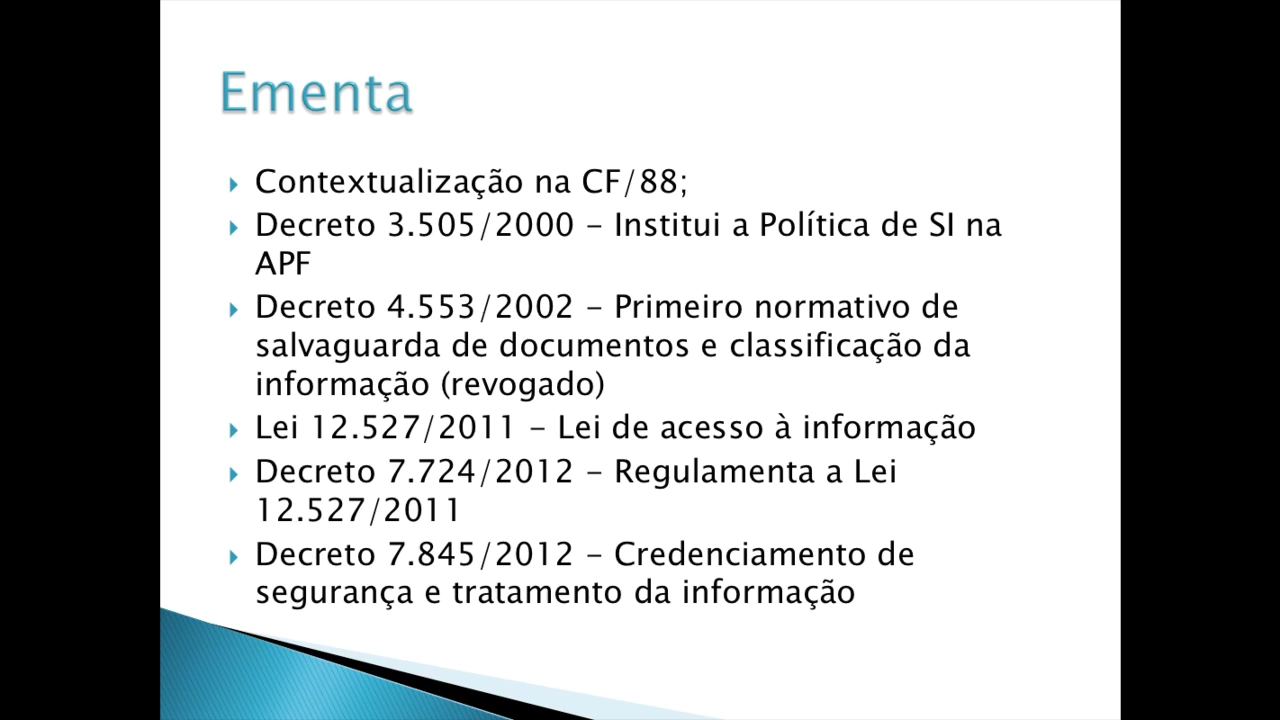 Ementa
Contextualização na CF/88;
Decreto 3.505/2000 – Institui a Política de SI na
APF
Decreto 4.553/2002 – Primeiro normativo de
salvaguarda de documentos e classificação da
informação (revogado)
Lei 12.527/2011 – Lei de acesso à informação
Decreto 7.724/2012 – Regulamenta a Lei
12.527/2011
Decreto 7.845/2012 – Credenciamento de
segurança e tratamento da informação